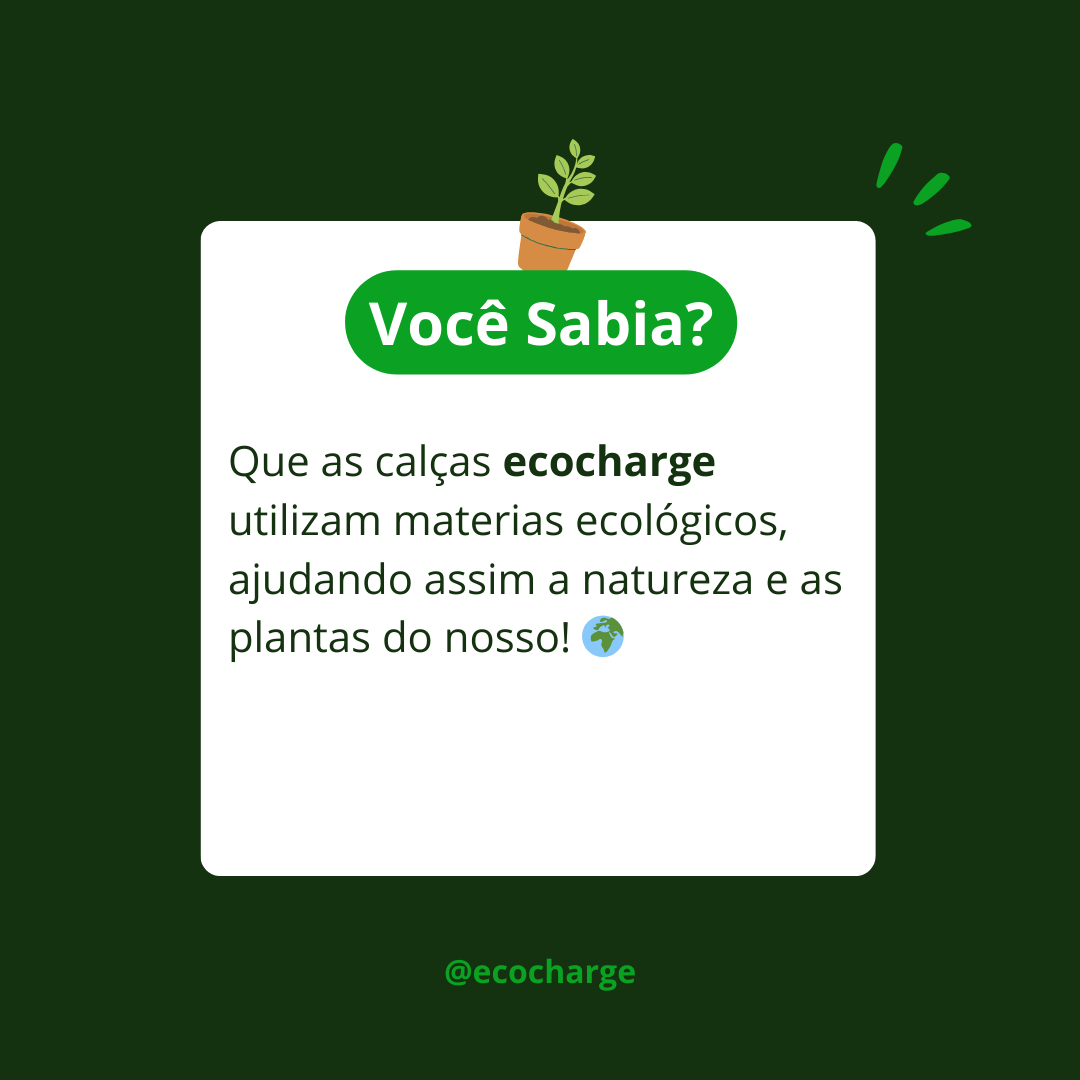 Você Sabia?
Que as calças ecocharge
utilizam materias ecológicos,
ajudando assim a natureza e as
plantas do nosso! 🌍
@ecocharge